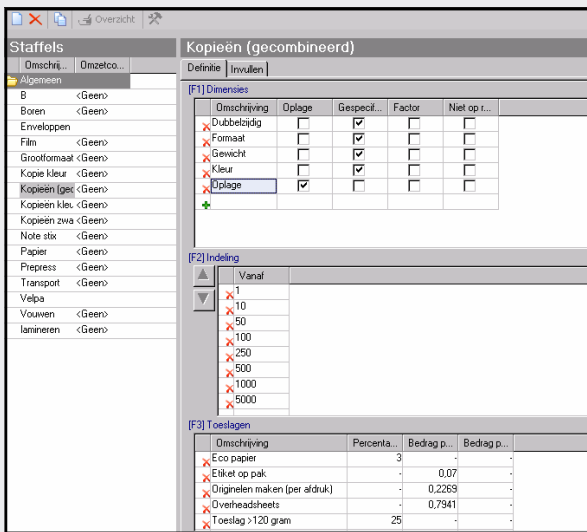 Overzicht
Staffels
Omschrij... Omzetco...
Algemeen
B <Geen>
Boren <Geen>
Enveloppen
Film <Geen>
Grootformaat <Geen>
Kopie kleur <Geen>
Kopieën (gec <Geen>
Kopieën kleu <Geen>
Kopieën zwa <Geen>
Note stix <Geen>
Papier <Geen>
Prepress <Geen>
Transport <Geen>
Velpa
Vouwen <Geen>
lamineren <Geen>
Kopieën (gecombineerd)
Definitie Invullen
[F1] Dimensies
Omschrijving Oplage Gespecif... Factor Niet op r...
Dubbelzijdig
Formaat
Gewicht
Kleur
Oplage
[F2] Indeling
Vanaf
1
10
50
100
250
500
1000
5000
[F3] Toeslagen
Omschrijving Percenta... Bedrag p... Bedrag p...
Eco papier 3 - -
Etiket op pak - 0,07 -
Originelen maken (per afdruk) - 0,2269 -
Overheadsheets - 0,7941 -
Toeslag >120 gram 25 - -